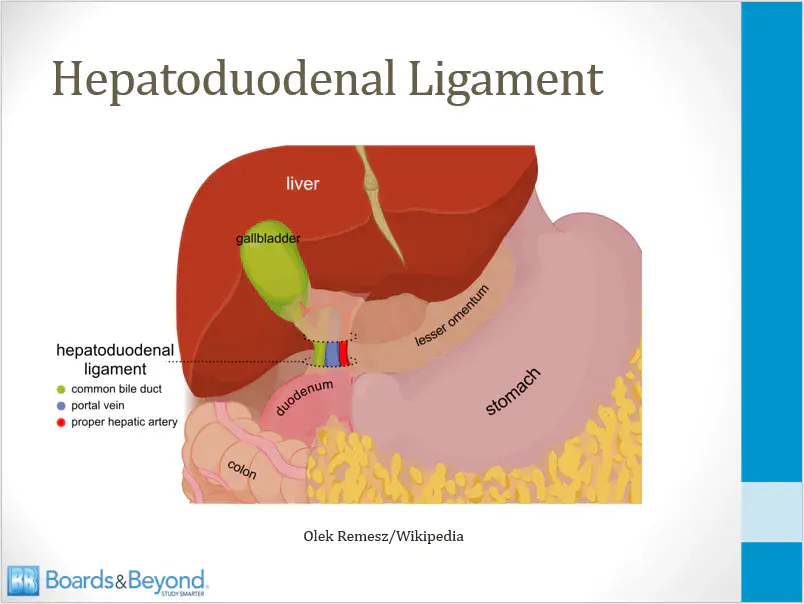 Hepatoduodenal Ligament
liver
gallbladder
lesser omentum
hepatoduodenal
ligament
common bile duct
portal vein
proper hepatic artery
duodenum
stomach
colon
Olek Remesz/Wikipedia
BB Boards&Beyond.
STUDY SMARTER